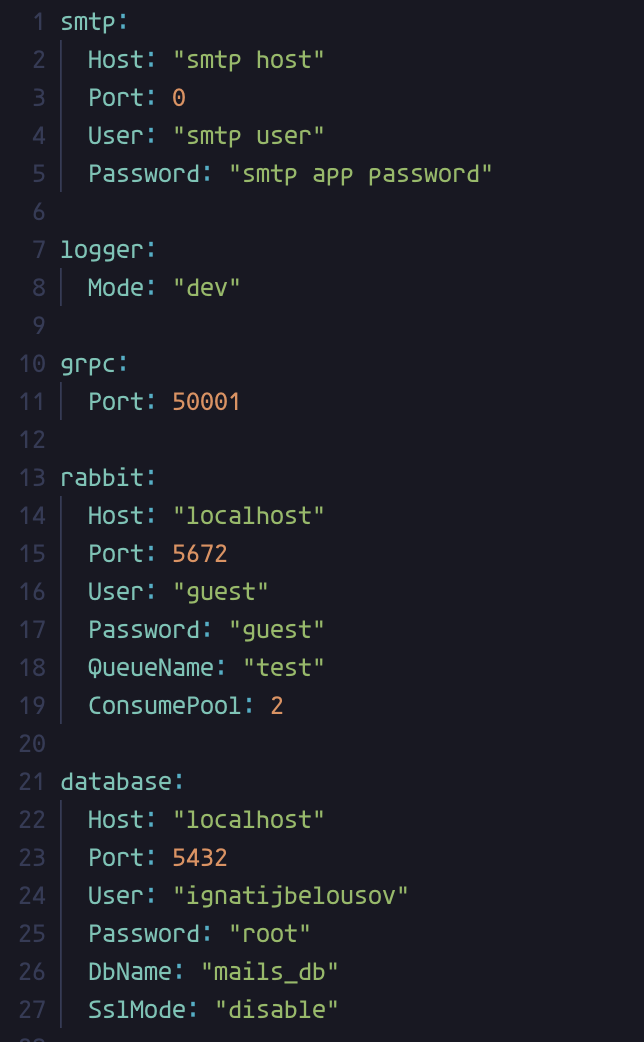 1 smtp:
2 Host: "smtp host"
3 Port: 0
4 User: "smtp user"
5 Password: "smtp app password"
6
7 logger:
8 Mode: "dev"
9
10 grpc:
11 Port: 50001
12
13 rabbit:
14 Host: "localhost"
15 Port: 5672
16 User: "guest"
17 Password: "guest"
18 QueueName: "test"
19 ConsumePool: 2
20
21 database:
22 Host: "localhost"
23 Port: 5432
24 User: "ignatijbelousov"
25 Password: "root"
26 DbName: "mails_db"
27 SslMode: "disable"